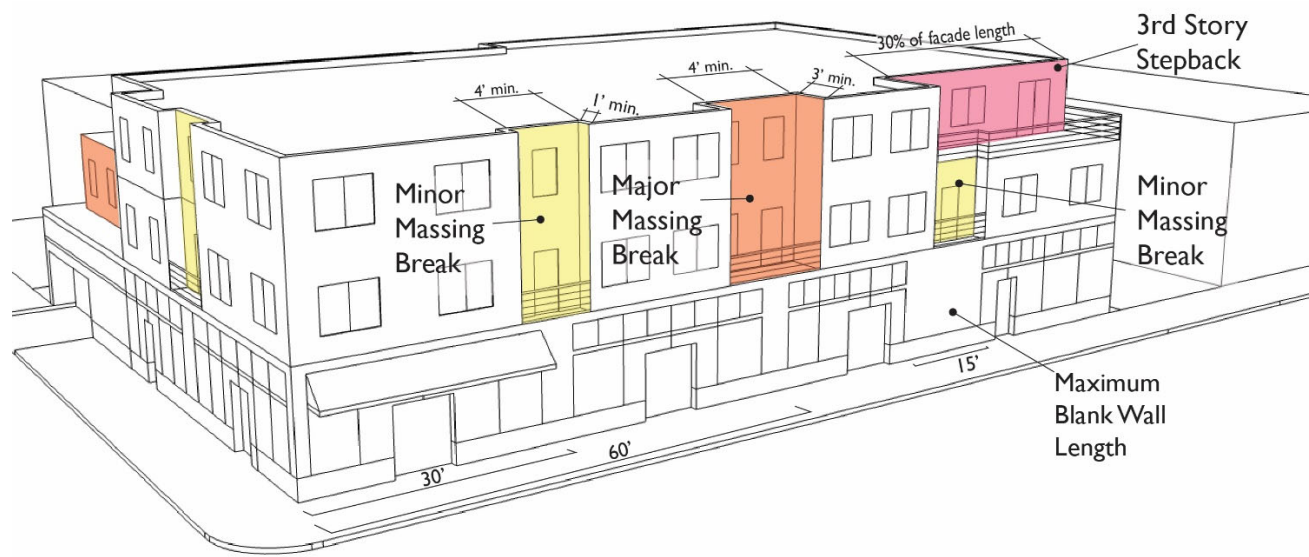 30% of facade length
3rd Story
Stepback
4' min.
1' min.
4' min.
3' min.
Minor
Massing
Break
Major
Massing
Break
Minor
Massing
Break
15'
Maximum
Blank Wall
Length
60'
30'